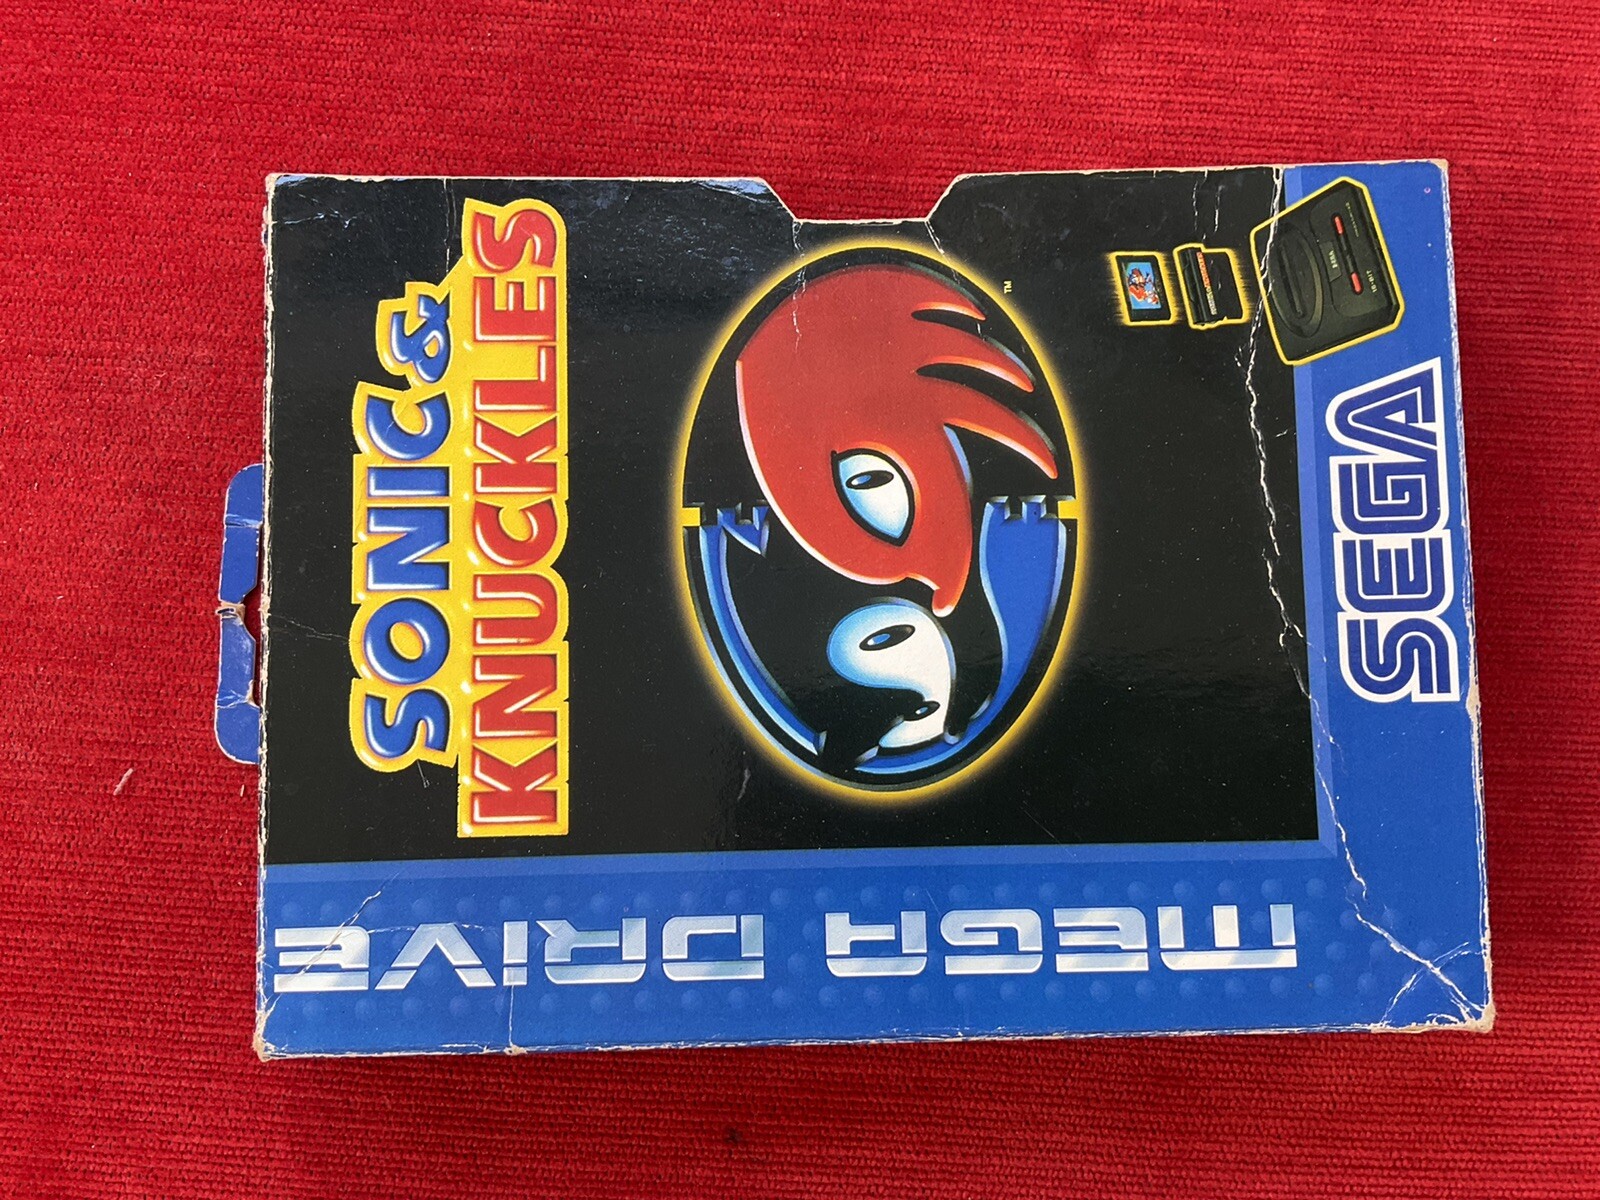 SONIC &
KNUCKLES
TM
SEGA
MEGA DRIVE